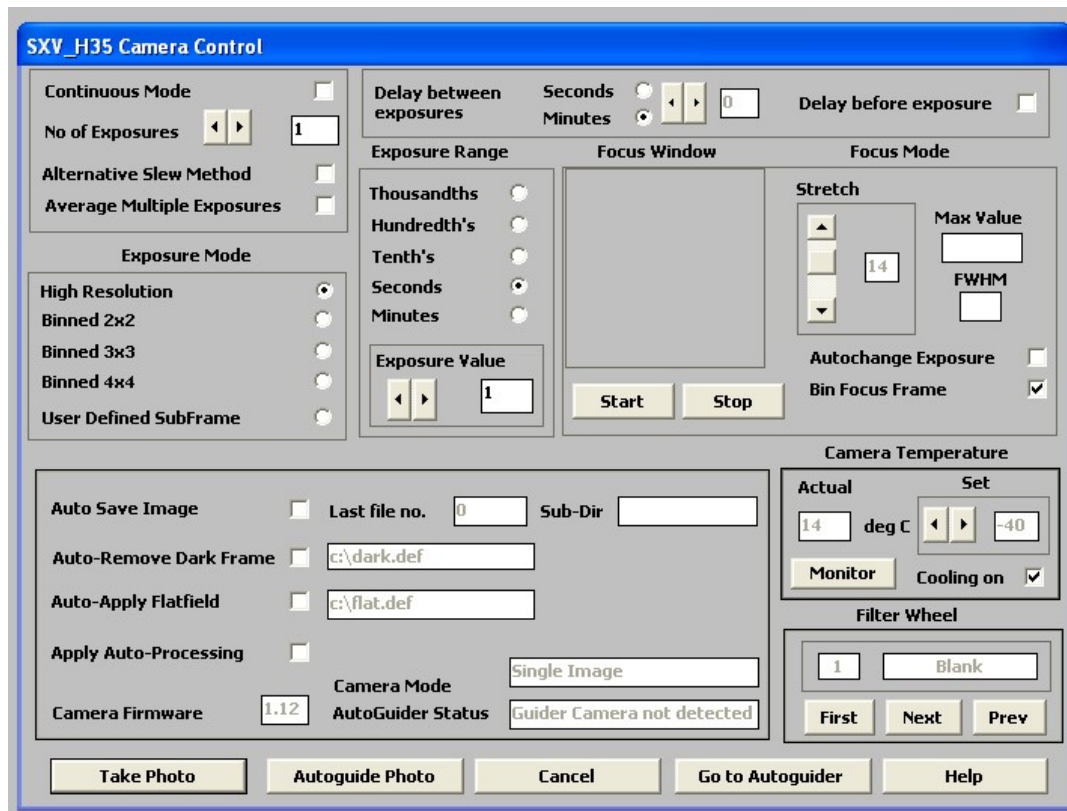 SXV_H35 Camera Control
Continuous Mode
No of Exposures 1
Alternative Slew Method
Average Multiple Exposures
Delay between
exposures
Seconds
Minutes
0
Delay before exposure
Exposure Mode
High Resolution
Binned 2x2
Binned 3x3
Binned 4x4
User Defined SubFrame
Exposure Range
Thousandths
Hundredth's
Tenth's
Seconds
Minutes
Exposure Value
1
Focus Window
Start Stop
Focus Mode
Stretch
14
Max Value
FWHM
Autochange Exposure
Bin Focus Frame
Auto Save Image Last file no. 0 Sub-Dir
Auto-Remove Dark Frame c:\dark.def
Auto-Apply Flatfield c:\flat.def
Apply Auto-Processing
Camera Mode Single Image
Camera Firmware 1.12 AutoGuider Status Guider Camera not detected
Camera Temperature
Actual Set
14 deg C -40
Monitor Cooling on
Filter Wheel
1 Blank
First Next Prev
Take Photo Autoguide Photo Cancel Go to Autoguider Help